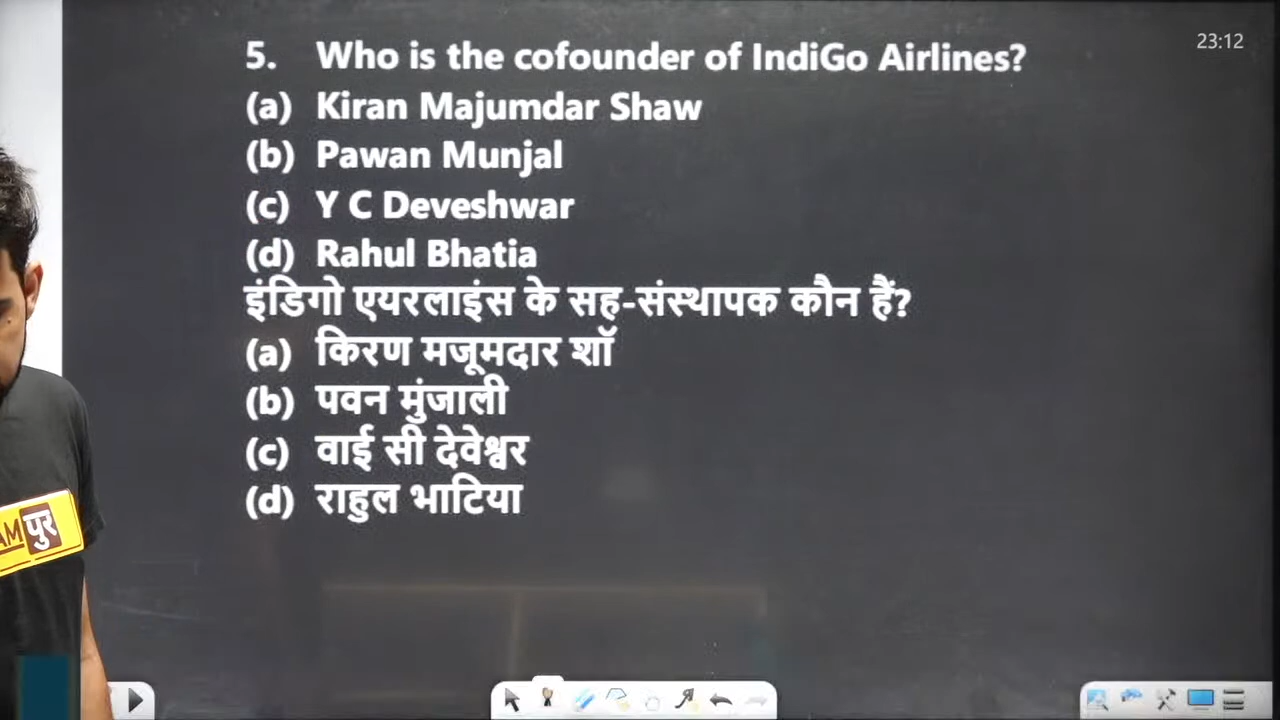 23:12
5. Who is the cofounder of IndiGo Airlines?
(a) Kiran Majumdar Shaw
(b) Pawan Munjal
(c) Y C Deveshwar
(d) Rahul Bhatia
इंडिगो एयरलाइंस के सह-संस्थापक कौन हैं?
(a) किरण मजूमदार शॉ
(b) पवन मुंजाली
(c) वाई सी देवेश्वर
(d) राहुल भाटिया
AM पुर